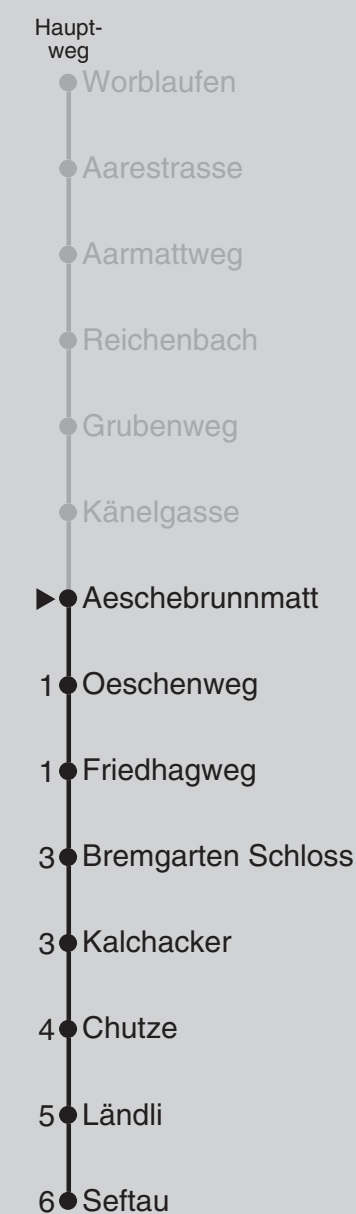 Haupt-
weg
Worblaufen
Aarestrasse
Aarmattweg
Reichenbach
Grubenweg
Känelgasse
Aeschebrunnmatt
1 Oeschenweg
1 Friedhagweg
3 Bremgarten Schloss
3 Kalchacker
4 Chutze
5 Ländli
6 Seftau